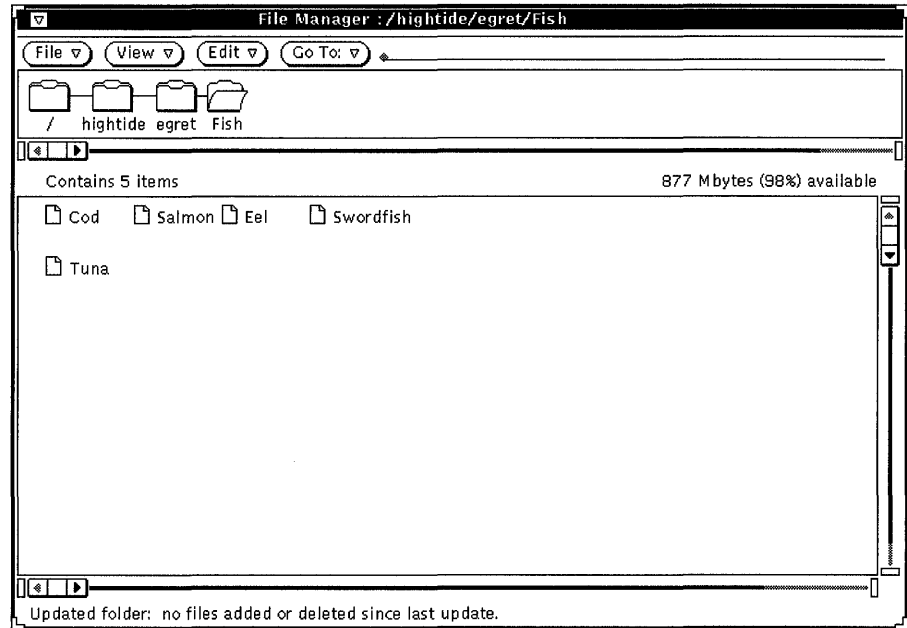 File Manager :/hightide/egret/Fish
File View Edit Go To:
/ hightide egret Fish
Contains 5 items 877 Mbytes (98%) available
Cod Salmon Eel Swordfish
Tuna
Updated folder: no files added or deleted since last update.